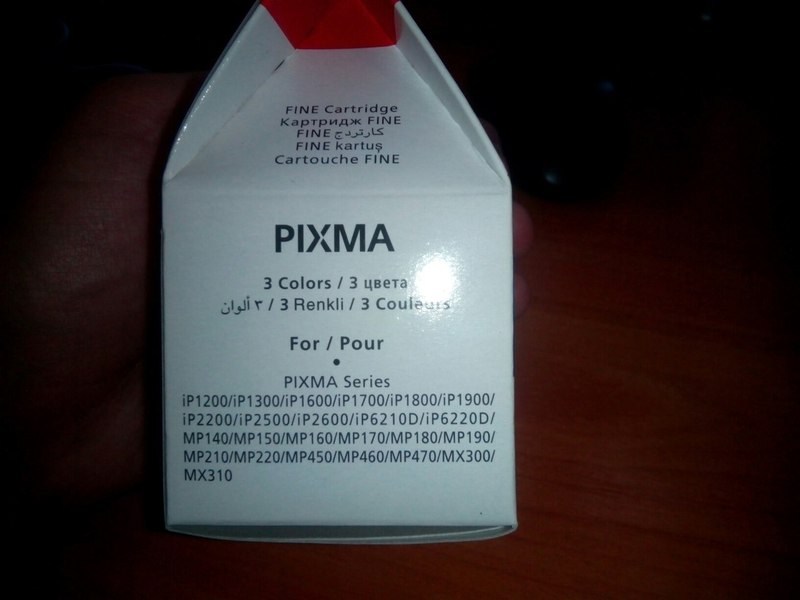 FINE Cartridge
Картридж FINE
FINE كارتردج
FINE kartuş
Cartouche FINE
PIXMA
3 Colors / 3 цвета
٣ ألوان / 3 Renkli / 3 Couleurs
For / Pour
•
PIXMA Series
iP1200/iP1300/iP1600/iP1700/iP1800/iP1900/
iP2200/iP2500/iP2600/iP6210D/iP6220D/
MP140/MP150/MP160/MP170/MP180/MP190/
MP210/MP220/MP450/MP460/MP470/MX300/
MX310